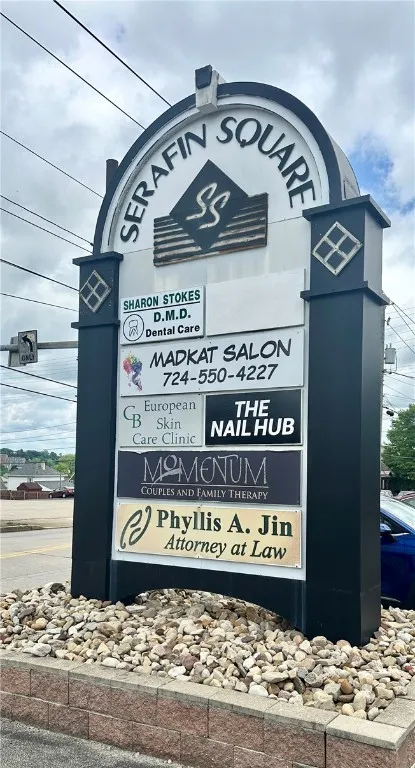 SERAFIN SQUARE
SS
SHARON STOKES
D.M.D.
Dental Care
MADKAT SALON
724-550-4227
CB
European
Skin
Care Clinic
THE
NAIL HUB
MOMENTUM
COUPLES AND FAMILY THERAPY
Phyllis A. Jin
Attorney at Law